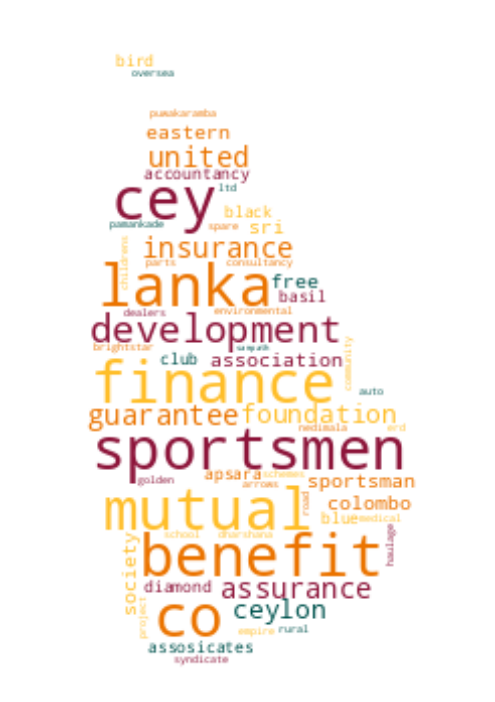 bird
oversea
puwakaramba
eastern
united
accountancy
cey ltd
black
pamankade spare sri
childrens insurance
parts consultancy
lanka free
basil
dealers environmental
development
brightstar sampath community
club association
finance auto
guarantee foundation
nedimala erd
sportsmen
apsara schemes
golden arrows sportsman
mutual road colombo
blue medical
school dharshana haulage
benefit
society diamond assurance
project co ceylon
empire rural
assosicates
syndicate